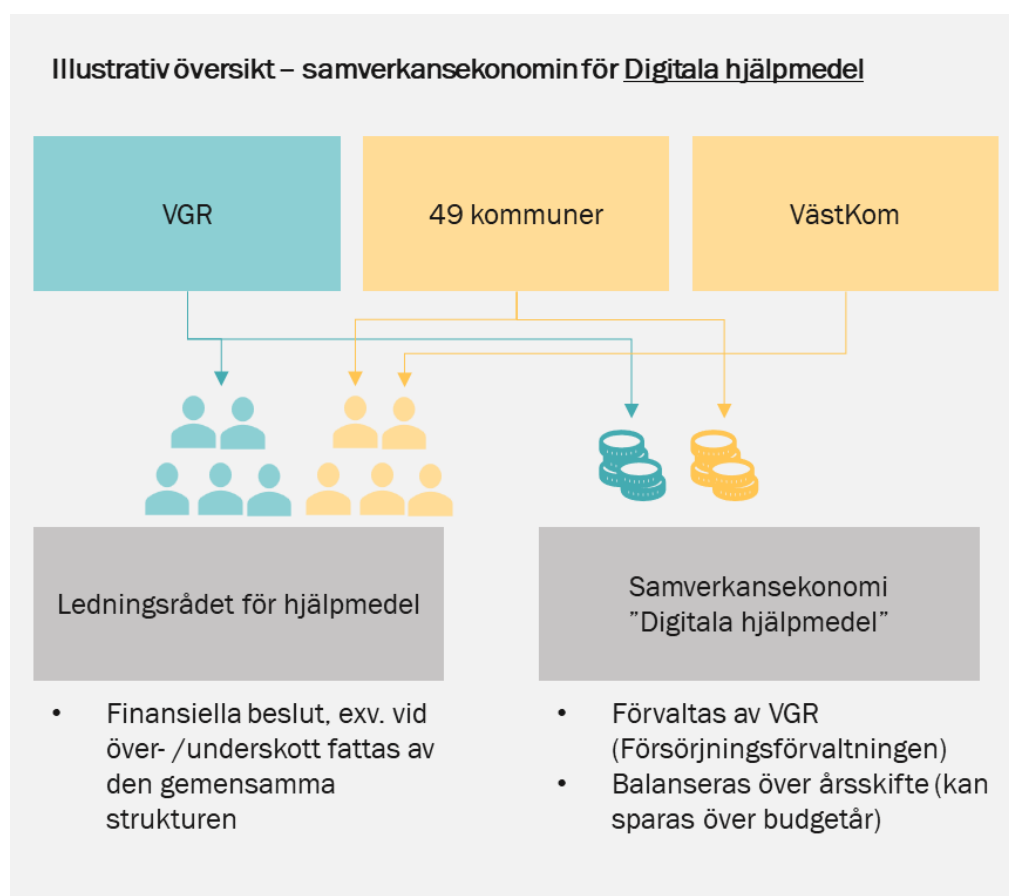 Illustrativ översikt – samverkansekonomin för Digitala hjälpmedel
VGR
49 kommuner
VästKom
Ledningsrådet för hjälpmedel
Samverkansekonomi
”Digitala hjälpmedel”
• Finansiella beslut, exv. vid
över- /underskott fattas av
den gemensamma
strukturen
• Förvaltas av VGR
(Försörjningsförvaltningen)
• Balanseras över årsskifte (kan
sparas över budgetår)